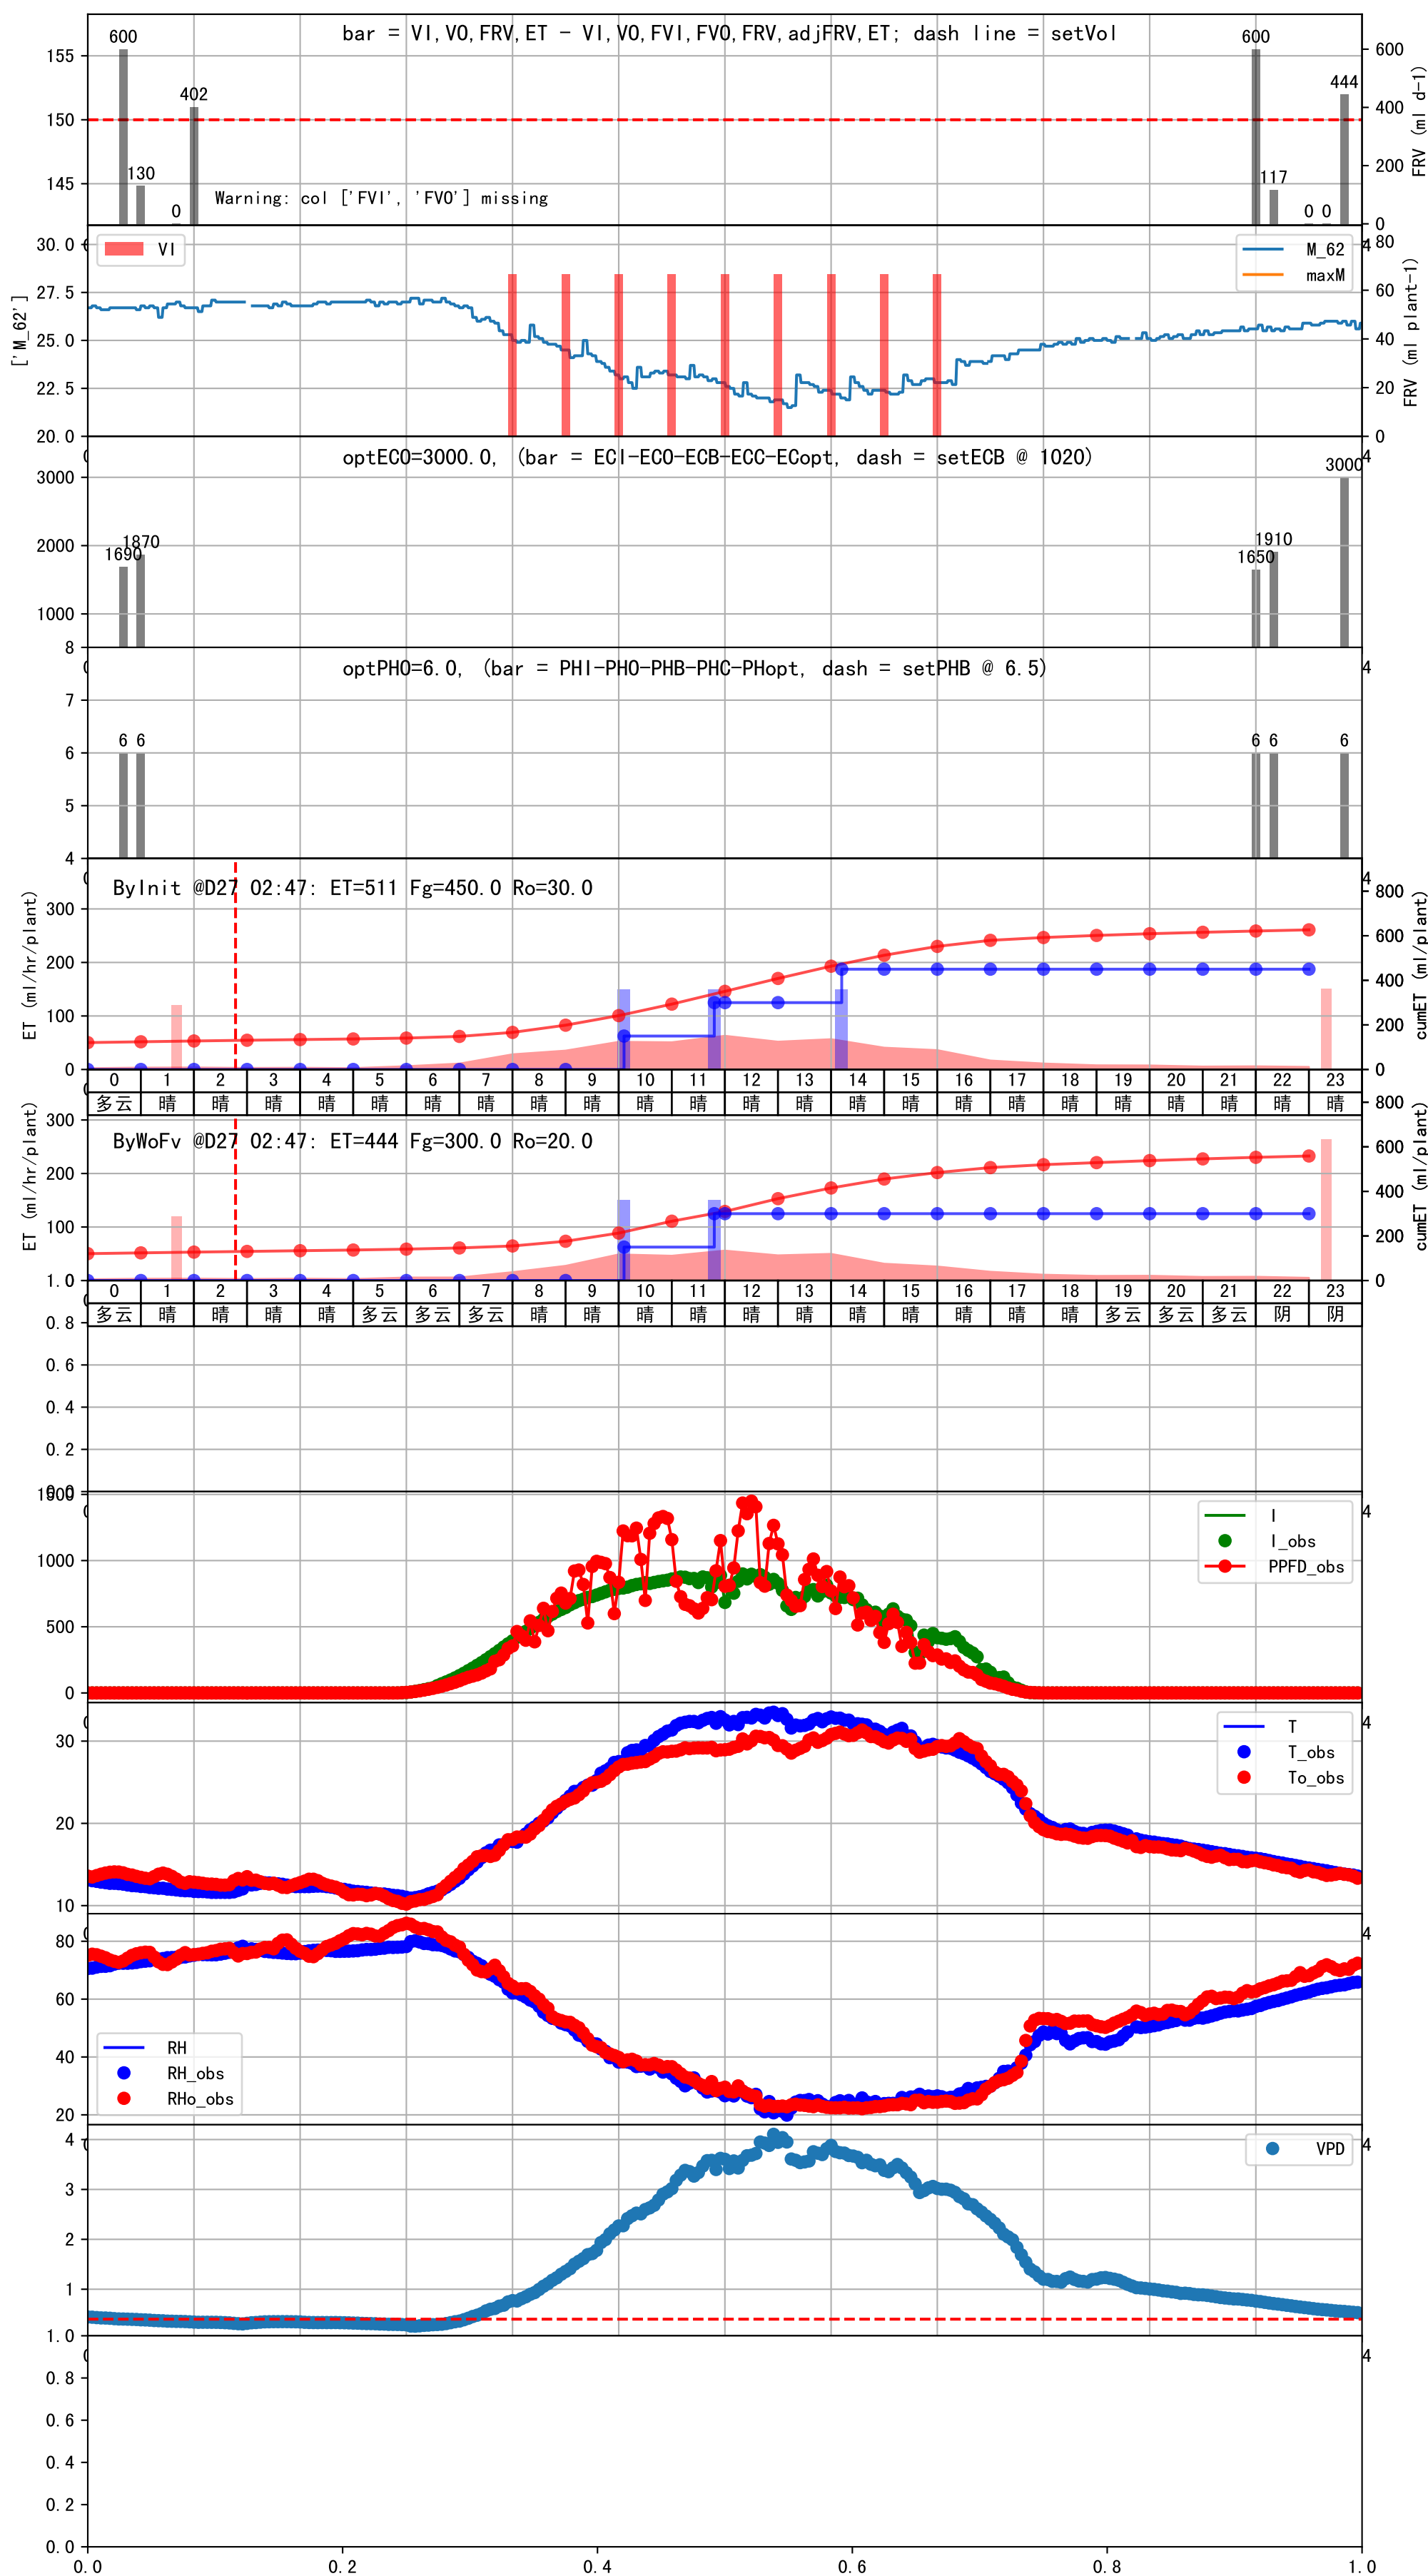 bar = VI,VO,FRV,ET - VI,VO,FVI,FVO,FRV,adjFRV,ET; dash line = setVol
600
130
0
402
600
117
0 0
444
155
150
145
600
400
200
0
FRV (ml d-1)
Warning: col ['FVI', 'FVO'] missing
VI
M_62
maxM
30.0
27.5
25.0
22.5
20.0
['M_62']
80
60
40
20
0
FRV (ml plant-1)
optECO=3000.0, (bar = ECI-ECO-ECB-ECC-ECopt, dash = setECB @ 1020)
1690
1870
1650
1910
3000
3000
2000
1000
optPHO=6.0, (bar = PHI-PHO-PHB-PHC-PHopt, dash = setPHB @ 6.5)
6 6
6 6
6
8
7
6
5
4
ByInit @D27 02:47: ET=511 Fg=450.0 Ro=30.0
300
200
100
0
ET (ml/hr/plant)
800
600
400
200
0
cumET (ml/plant)
0 1 2 3 4 5 6 7 8 9 10 11 12 13 14 15 16 17 18 19 20 21 22 23
多云 晴 晴 晴 晴 晴 晴 晴 晴 晴 晴 晴 晴 晴 晴 晴 晴 晴 晴 晴 晴 晴 晴 晴
ByWoFv @D27 02:47: ET=444 Fg=300.0 Ro=20.0
300
200
100
ET (ml/hr/plant)
800
600
400
200
0
cumET (ml/plant)
0 1 2 3 4 5 6 7 8 9 10 11 12 13 14 15 16 17 18 19 20 21 22 23
多云 晴 晴 晴 晴 多云 多云 多云 晴 晴 晴 晴 晴 晴 晴 晴 晴 晴 晴 多云 多云 多云 阴 阴
1.0
0.8
0.6
0.4
0.2
0.0
1500
1000
500
0
I
I_obs
PPFD_obs
30
20
10
T
T_obs
To_obs
80
60
40
20
RH
RH_obs
RHo_obs
4
3
2
1
VPD
1.0
0.8
0.6
0.4
0.2
0.0
0.0 0.2 0.4 0.6 0.8 1.0